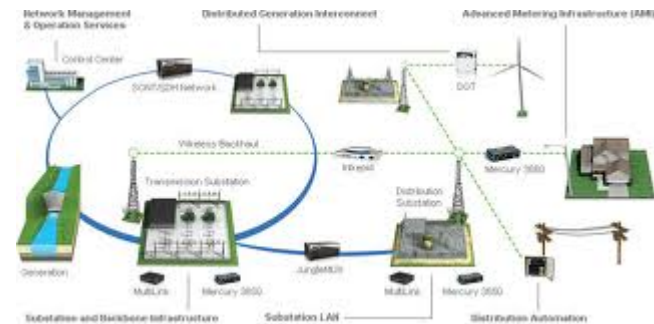 Network Management
& Operation Services
Distributed Generation Interconnect
Advanced Metering Infrastructure (AMI)
Control Center
SONT/SDH Network
DGT
Wireless Backhaul
Intrepid
Mercury 3650
Transmission Substation
Distribution
Substation
Generation
JungleMUX
MultiLink
Mercury 3650
MultiLink
Mercury 3650
Substation and Backbone Infrastructure
Substation LAN
Distribution Automation